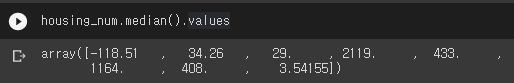 housing_num.median().values
array([-118.51   ,   34.26   ,   29.     , 2119.     ,  433.     ,
       1164.     ,  408.     ,    3.54155])